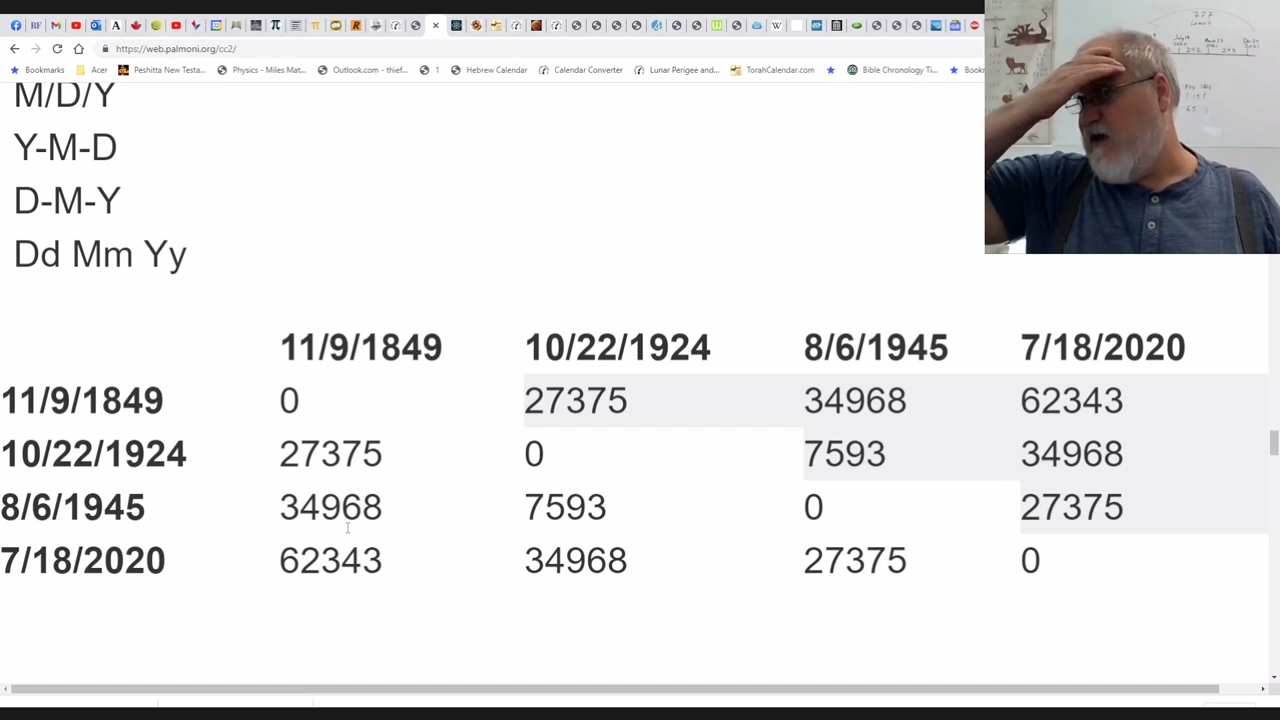 https://web.palmoni.org/cc2/
Bookmarks Acer Peshitta New Testa... Physics - Miles Mat... Outlook.com - thief... 1 Hebrew Calendar Calendar Converter Lunar Perigee and... TorahCalendar.com Bible Chronology Ti... Book
M/D/Y
Y-M-D
D-M-Y
Dd Mm Yy
11/9/1849 10/22/1924 8/6/1945 7/18/2020
11/9/1849 0 27375 34968 62343
10/22/1924 27375 0 7593 34968
8/6/1945 34968 7593 0 27375
7/18/2020 62343 34968 27375 0
777